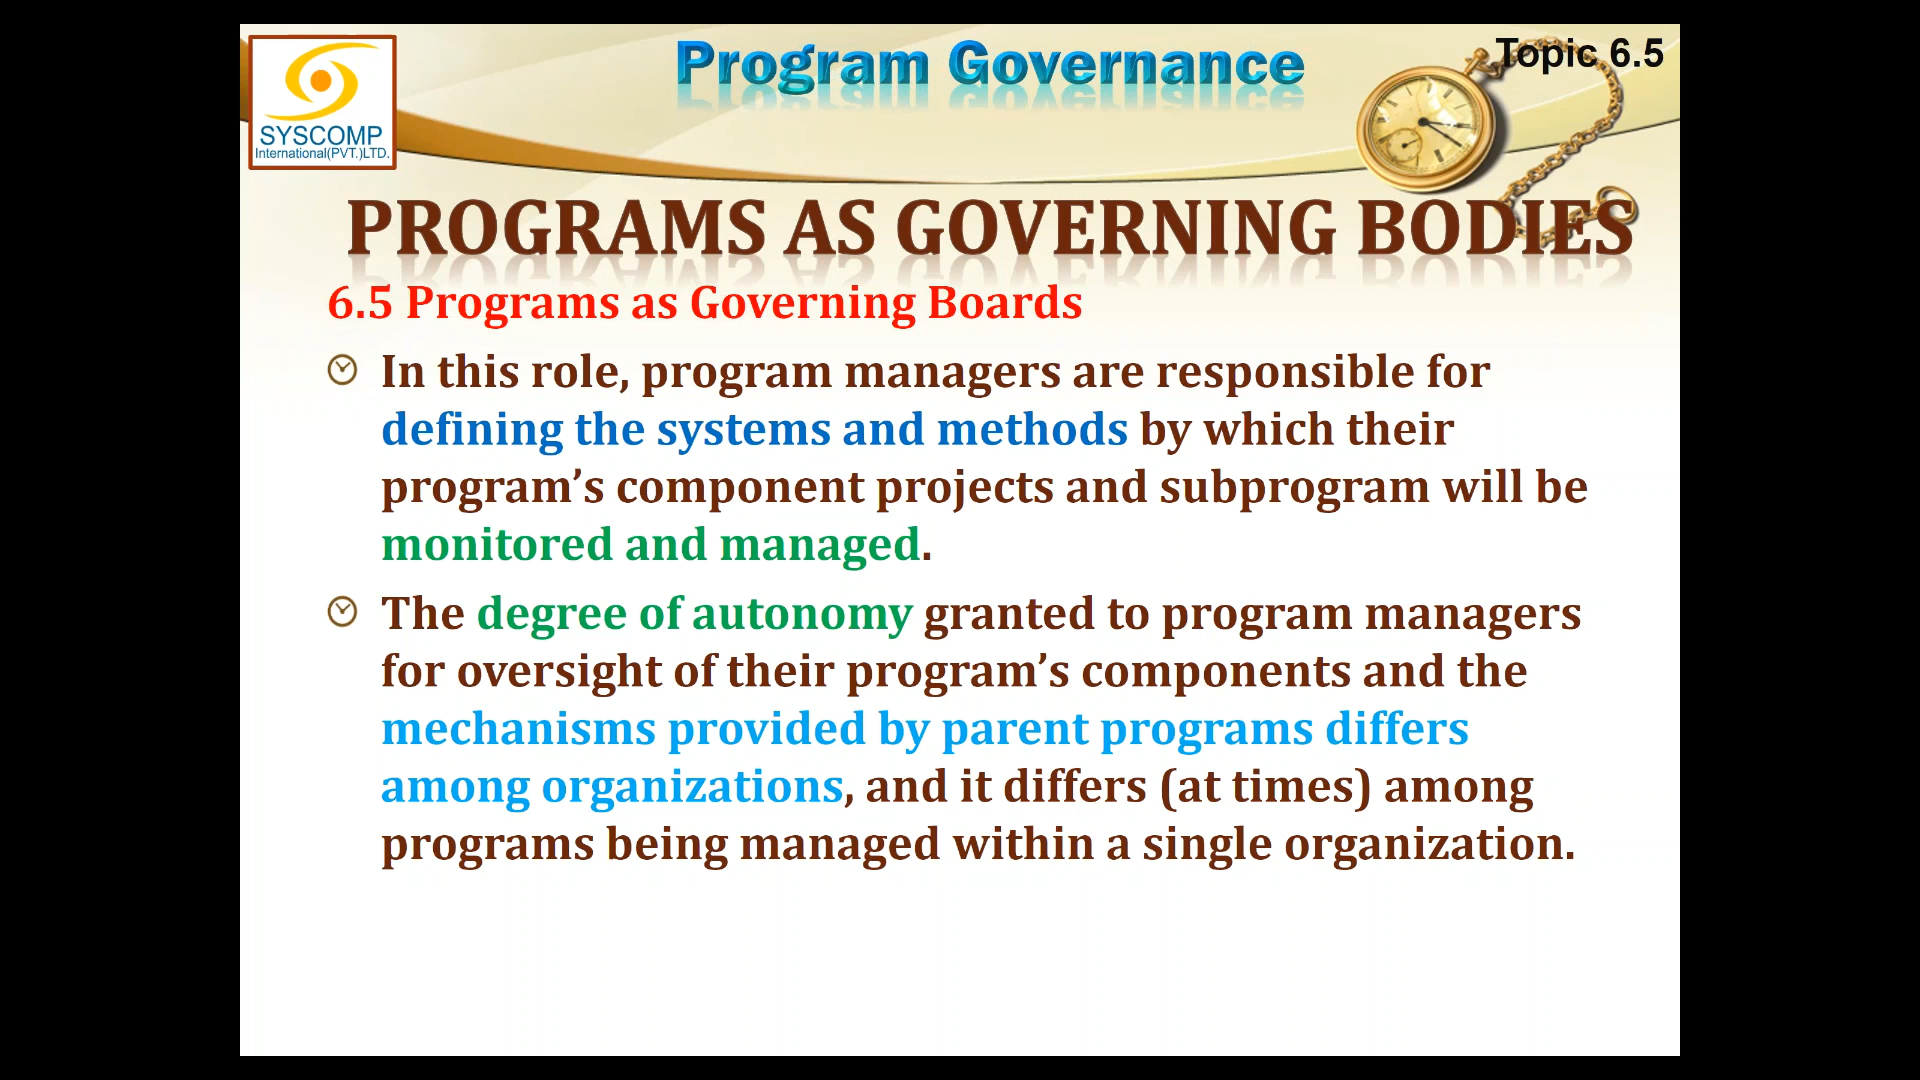 Program Governance
Topic 6.5
SYSCOMP
International(PVT.)LTD.
PROGRAMS AS GOVERNING BODIES
6.5 Programs as Governing Boards
In this role, program managers are responsible for
defining the systems and methods by which their
program’s component projects and subprogram will be
monitored and managed.
The degree of autonomy granted to program managers
for oversight of their program’s components and the
mechanisms provided by parent programs differs
among organizations, and it differs (at times) among
programs being managed within a single organization.